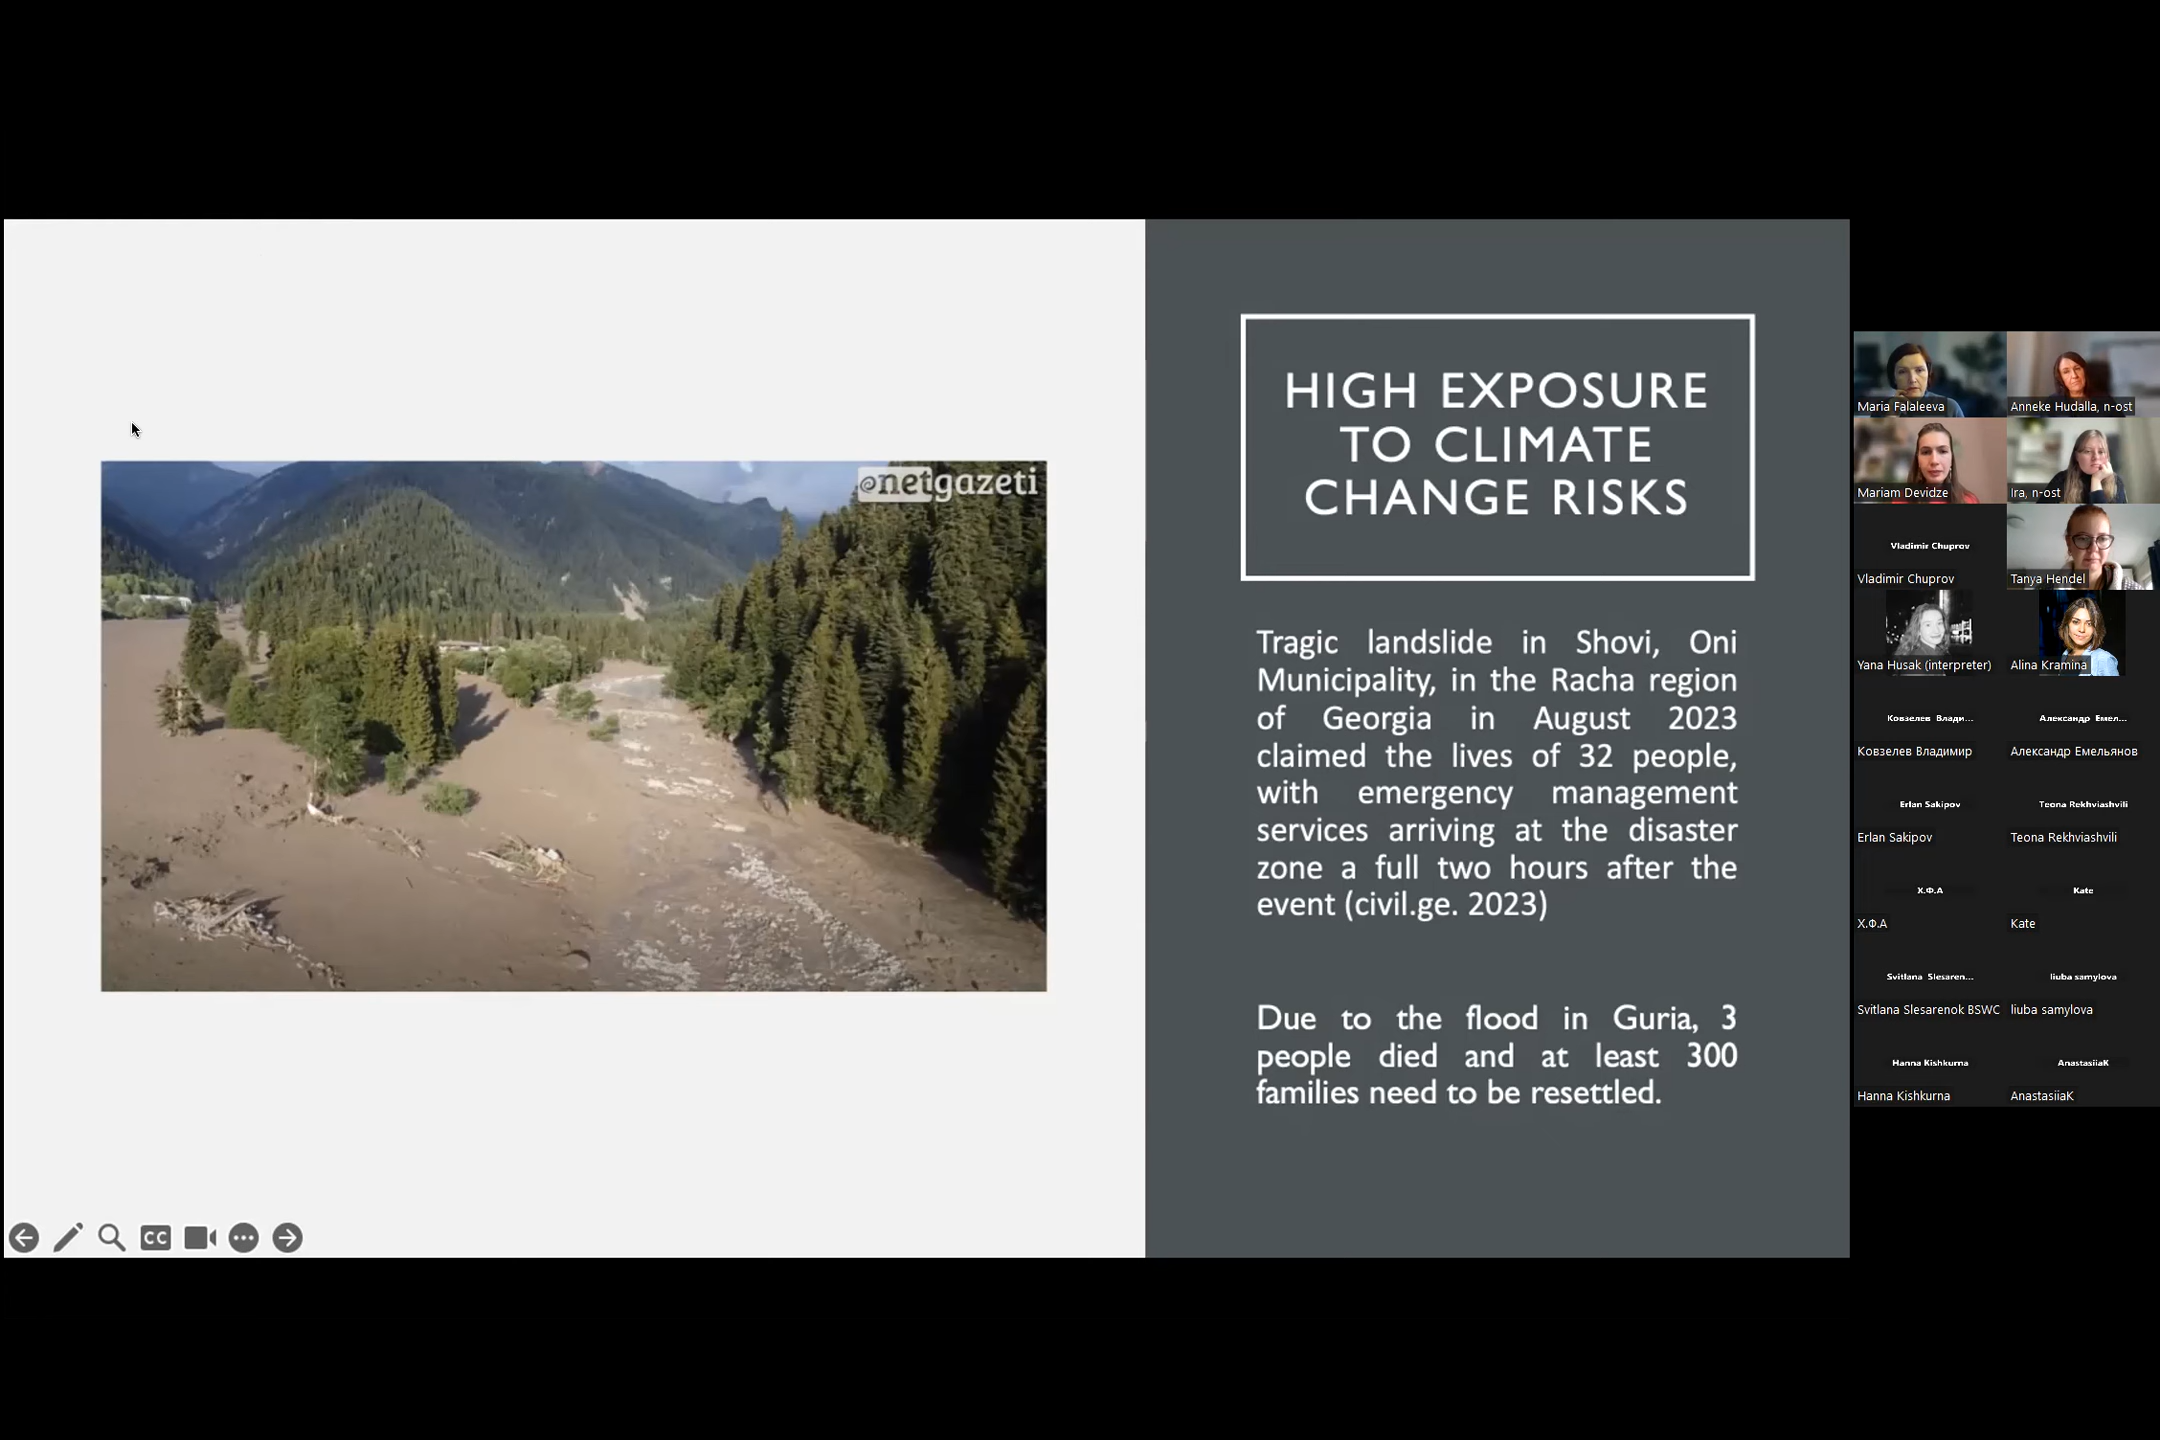 netgazeti
HIGH EXPOSURE
TO CLIMATE
CHANGE RISKS
Tragic landslide in Shovi, Oni
Municipality, in the Racha region
of Georgia in August 2023
claimed the lives of 32 people,
with emergency management
services arriving at the disaster
zone a full two hours after the
event (civil.ge. 2023)
Due to the flood in Guria, 3
people died and at least 300
families need to be resettled.
CC
Maria Falaleeva
Anneke Hudalla, n-ost
Mariam Devidze
Ira, n-ost
Vladimir Chuprov
Vladimir Chuprov
Tanya Hendel
Yana Husak (interpreter)
Alina Kramina
Ковзелев Влади...
Ковзелев Владимир
Александр Емел...
Александр Емельянов
Erlan Sakipov
Erlan Sakipov
Teona Rekhviashvili
Teona Rekhviashvili
Х.Ф.А
Х.Ф.А
Kate
Kate
Svitlana Slesaren...
Svitlana Slesarenok BSWC
liuba samylova
liuba samylova
Hanna Kishkurna
Hanna Kishkurna
AnastasiiaK
AnastasiiaK